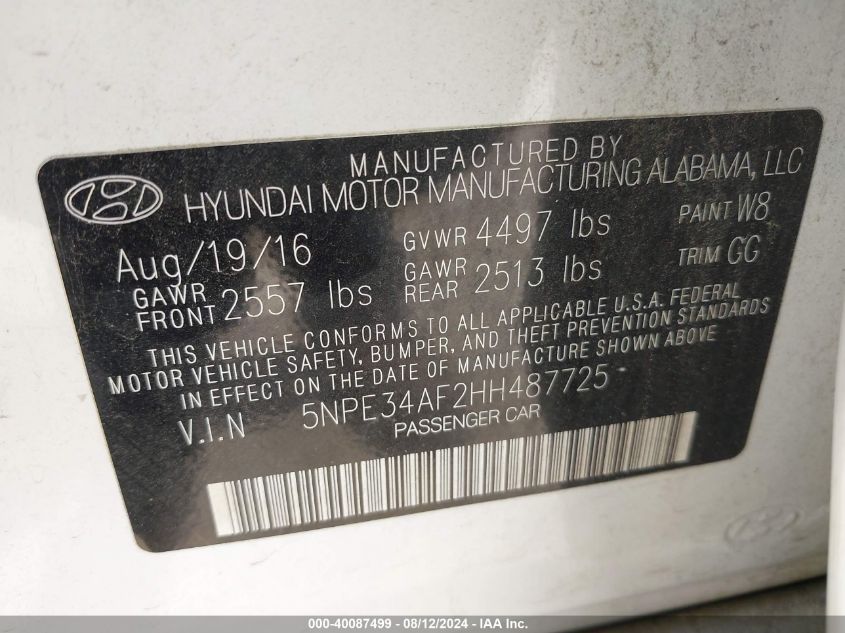 MANUFACTURED BY
HYUNDAI MOTOR MANUFACTURING ALABAMA, LLC
Aug/19/16 GVWR 4497 lbs PAINT W8
GAWR FRONT 2557 lbs GAWR REAR 2513 lbs TRIM GG
THIS VEHICLE CONFORMS TO ALL APPLICABLE U.S.A. FEDERAL
MOTOR VEHICLE SAFETY, BUMPER, AND THEFT PREVENTION STANDARDS
IN EFFECT ON THE DATE OF MANUFACTURE SHOWN ABOVE
V.I.N 5NPE34AF2HH487725
PASSENGER CAR
000-40087499 - 08/12/2024 - IAA Inc.